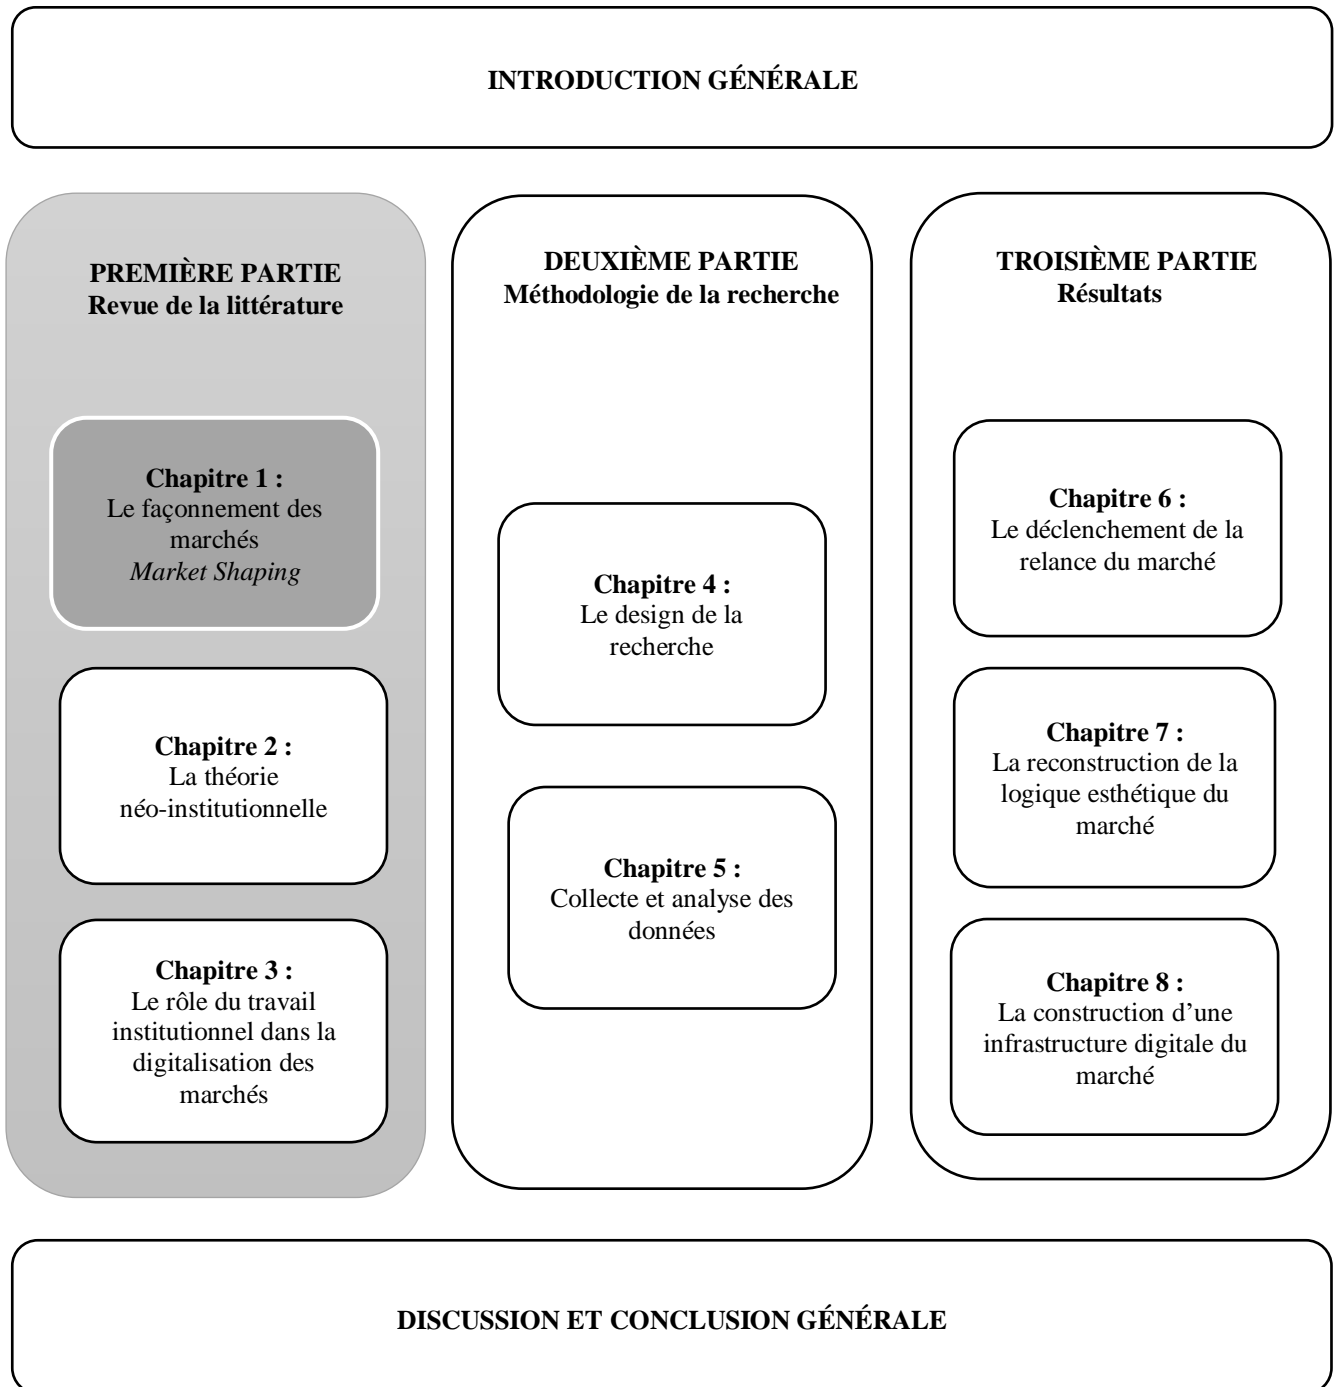 INTRODUCTION GÉNÉRALE
PREMIÈRE PARTIE
Revue de la littérature
Chapitre 1 :
Le façonnement des
marchés
Market Shaping
Chapitre 2 :
La théorie
néo-institutionnelle
Chapitre 3 :
Le rôle du travail
institutionnel dans la
digitalisation des
marchés
DEUXIÈME PARTIE
Méthodologie de la recherche
Chapitre 4 :
Le design de la
recherche
Chapitre 5 :
Collecte et analyse des
données
TROISIÈME PARTIE
Résultats
Chapitre 6 :
Le déclenchement de la
relance du marché
Chapitre 7 :
La reconstruction de la
logique esthétique du
marché
Chapitre 8 :
La construction d’une
infrastructure digitale du
marché
DISCUSSION ET CONCLUSION GÉNÉRALE